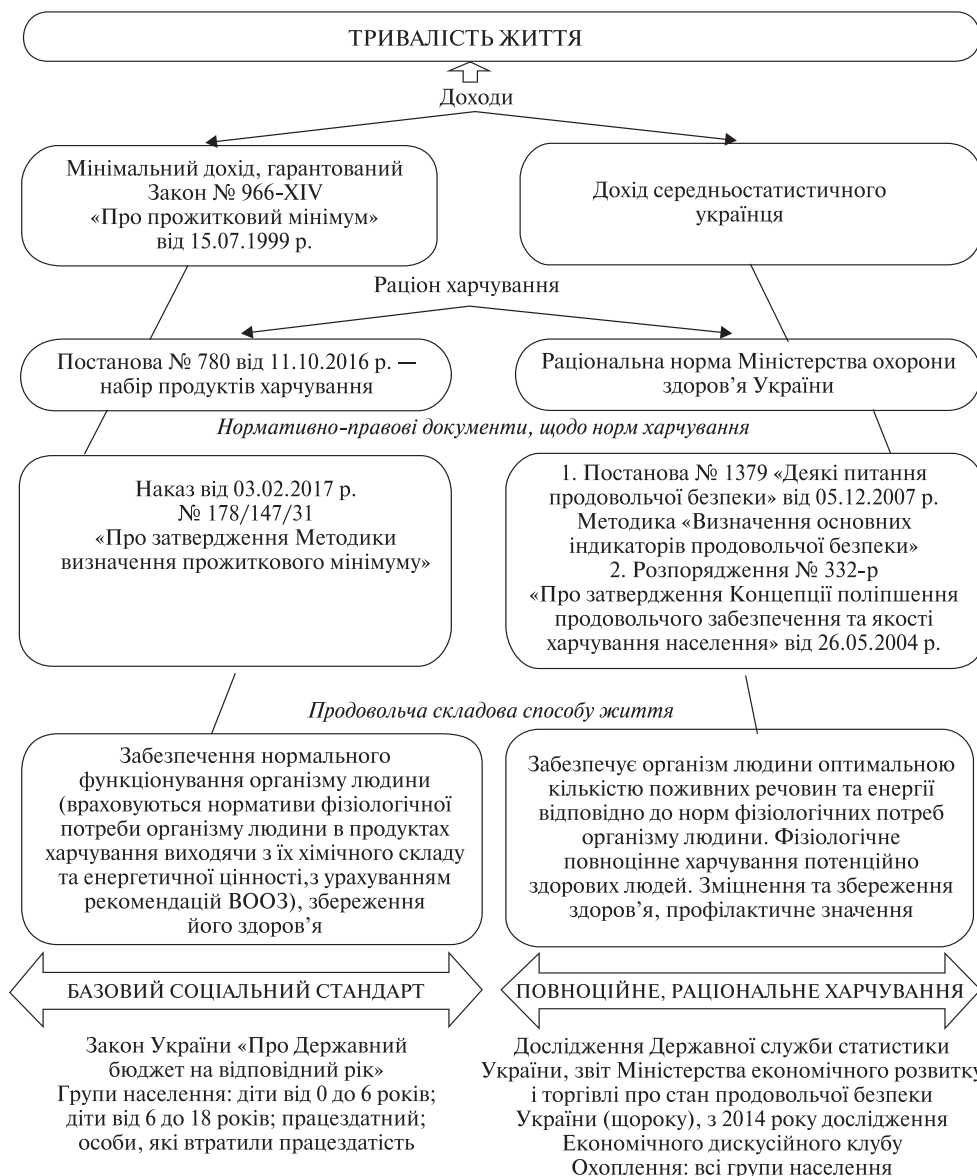 ТРИВАЛІСТЬ ЖИТТЯ
Доходи
Мінімальний дохід, гарантований
Закон № 966-XIV
«Про прожитковий мінімум»
від 15.07.1999 р.
Дохід середньостатистичного
українця
Раціон харчування
Постанова № 780 від 11.10.2016 р. —
набір продуктів харчування
Раціональна норма Міністерства охорони
здоров’я України
Нормативно-правові документи, щодо норм харчування
Наказ від 03.02.2017 р.
№ 178/147/31
«Про затвердження Методики
визначення прожиткового мінімуму»
1. Постанова № 1379 «Деякі питання
продовольчої безпеки» від 05.12.2007 р.
Методика «Визначення основних
індикаторів продовольчої безпеки»
2. Розпорядження № 332-р
«Про затвердження Концепції поліпшення
продовольчого забезпечення та якості
харчування населення» від 26.05.2004 р.
Продовольча складова способу життя
Забезпечення нормального
функціонування організму людини
(враховуються нормативи фізіологічної
потреби організму людини в продуктах
харчування виходячи з їх хімічного складу
та енергетичної цінності,з урахуванням
рекомендацій ВООЗ), збереження
його здоров’я
Забезпечує організм людини оптимальною
кількістю поживних речовин та енергії
відповідно до норм фізіологічних потреб
організму людини. Фізіологічне
повноцінне харчування потенційно
здорових людей. Зміцнення та збереження
здоров’я, профілактичне значення
БАЗОВИЙ СОЦІАЛЬНИЙ СТАНДАРТ
ПОВНОЦІЙНЕ, РАЦІОНАЛЬНЕ ХАРЧУВАННЯ
Закон України «Про Державний
бюджет на відповідний рік»
Групи населення: діти від 0 до 6 років;
діти від 6 до 18 років; працездатний;
особи, які втратили працездатість
Дослідження Державної служби статистики
України, звіт Міністерства економічного розвитку
і торгівлі про стан продовольчої безпеки
України (щороку), з 2014 року дослідження
Економічного дискусійного клубу
Охоплення: всі групи населення